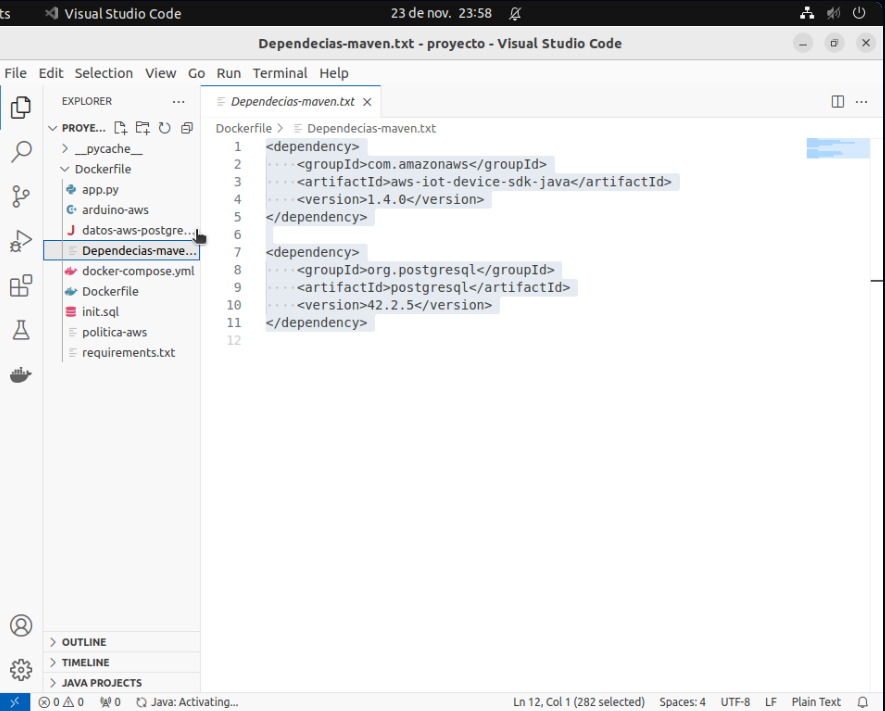 ts Visual Studio Code 23 de nov. 23:58
Dependecias-maven.txt - proyecto - Visual Studio Code
File Edit Selection View Go Run Terminal Help
EXPLORER
PROYE...
__pycache__
Dockerfile
app.py
arduino-aws
datos-aws-postgre...
Dependecias-mave...
docker-compose.yml
Dockerfile
init.sql
politica-aws
requirements.txt
OUTLINE
TIMELINE
JAVA PROJECTS
Dependecias-maven.txt
Dockerfile > Dependecias-maven.txt
1 <dependency>
2 ····<groupId>com.amazonaws</groupId>
3 ····<artifactId>aws-iot-device-sdk-java</artifactId>
4 ····<version>1.4.0</version>
5 </dependency>
6
7 <dependency>
8 ····<groupId>org.postgresql</groupId>
9 ····<artifactId>postgresql</artifactId>
10 ····<version>42.2.5</version>
11 </dependency>
12
0 0 0 Java: Activating... Ln 12, Col 1 (282 selected) Spaces: 4 UTF-8 LF Plain Text